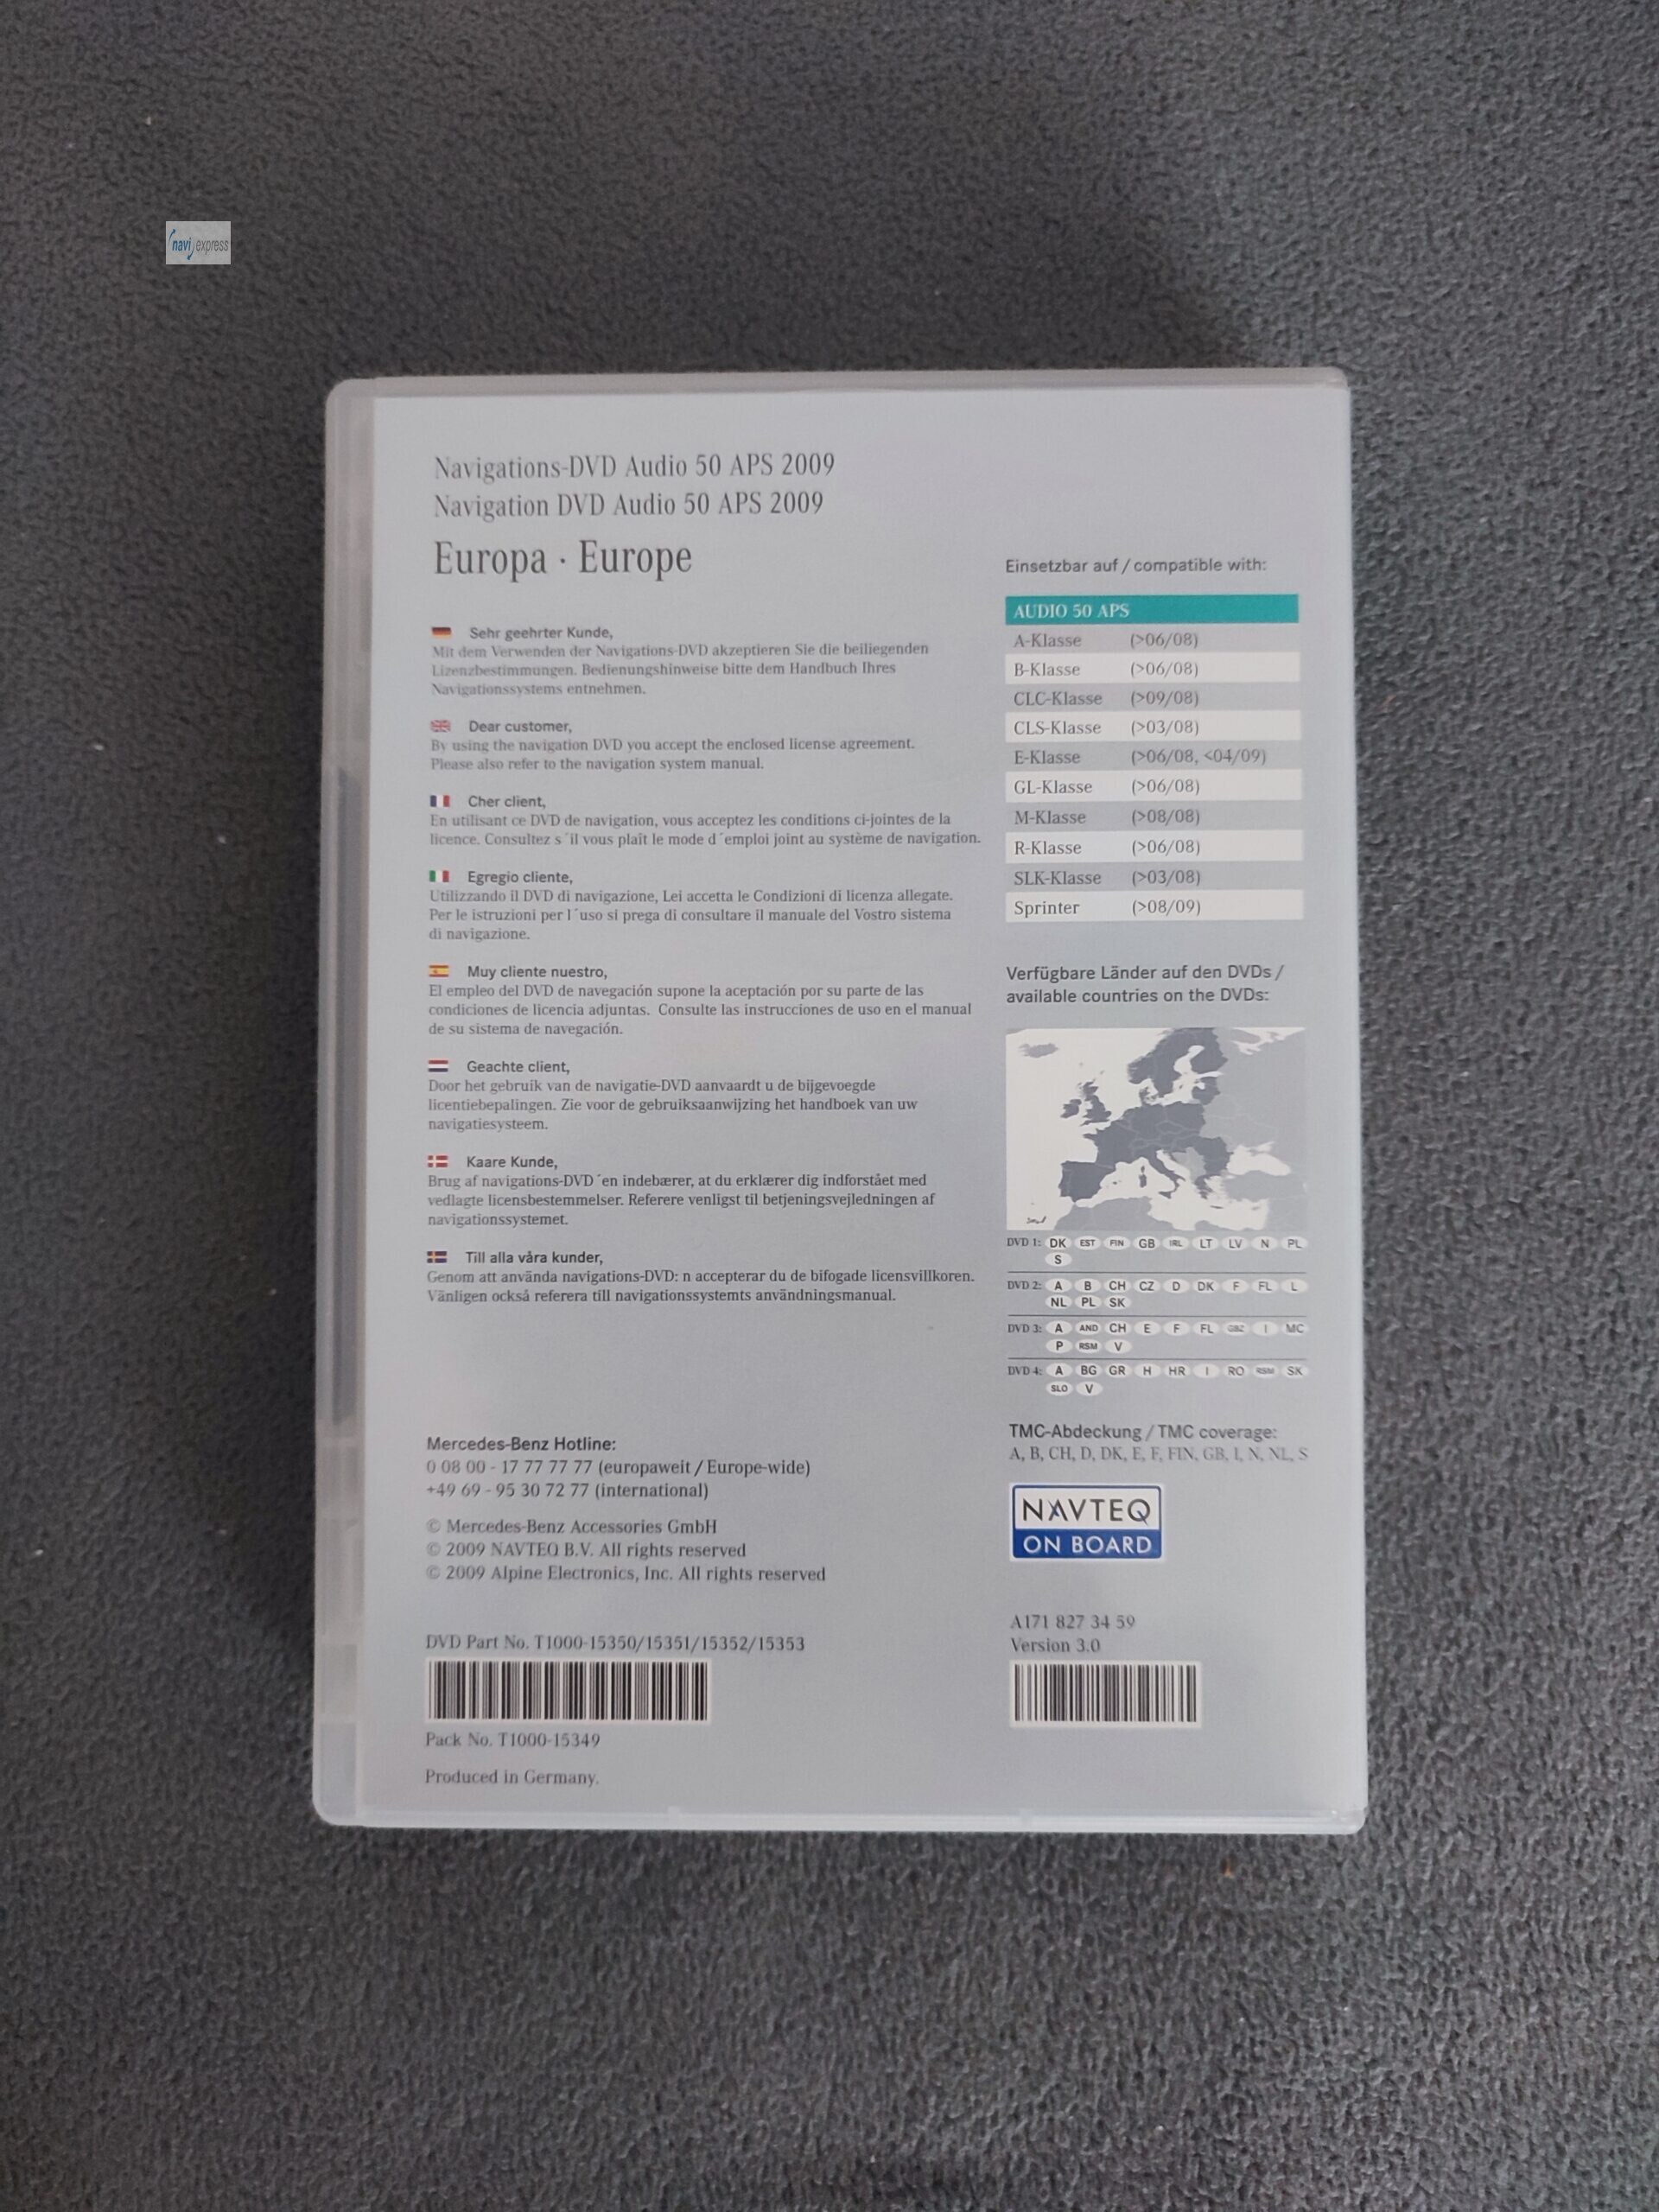 navi express
Navigations-DVD Audio 50 APS 2009
Navigation DVD Audio 50 APS 2009
Europa · Europe
Sehr geehrter Kunde,
Mit dem Verwenden der Navigations-DVD akzeptieren Sie die beiliegenden
Lizenzbestimmungen. Bedienungshinweise bitte dem Handbuch Ihres
Navigationssystems entnehmen.
Dear customer,
By using the navigation DVD you accept the enclosed license agreement.
Please also refer to the navigation system manual.
Cher client,
En utilisant ce DVD de navigation, vous acceptez les conditions ci-jointes de la
licence. Consultez s´il vous plaît le mode d´emploi joint au système de navigation.
Egregio cliente,
Utilizzando il DVD di navigazione, Lei accetta le Condizioni di licenza allegate.
Per le istruzioni per l´uso si prega di consultare il manuale del Vostro sistema
di navigazione.
Muy cliente nuestro,
El empleo del DVD de navegación supone la aceptación por su parte de las
condiciones de licencia adjuntas. Consulte las instrucciones de uso en el manual
de su sistema de navegación.
Geachte client,
Door het gebruik van de navigatie-DVD aanvaardt u de bijgevoegde
licentiebepalingen. Zie voor de gebruiksaanwijzing het handboek van uw
navigatiesysteem.
Kaare Kunde,
Brug af navigations-DVD´en indebærer, at du erklærer dig indforstået med
vedlagte licensbestemmelser. Referere venligst til betjeningsvejledningen af
navigationssystemet.
Till alla våra kunder,
Genom att använda navigations-DVD: n accepterar du de bifogade licensvillkoren.
Vänligen också referera till navigationssystemts användningsmanual.
Mercedes-Benz Hotline:
0 08 00 - 17 77 77 77 (europaweit / Europe-wide)
+49 69 - 95 30 72 77 (international)
© Mercedes-Benz Accessories GmbH
© 2009 NAVTEQ B.V. All rights reserved
© 2009 Alpine Electronics, Inc. All rights reserved
DVD Part No. T1000-15350/15351/15352/15353
Pack No. T1000-15349
Produced in Germany.
Einsetzbar auf / compatible with:
AUDIO 50 APS
A-Klasse (>06/08)
B-Klasse (>06/08)
CLC-Klasse (>09/08)
CLS-Klasse (>03/08)
E-Klasse (>06/08, <04/09)
GL-Klasse (>06/08)
M-Klasse (>08/08)
R-Klasse (>06/08)
SLK-Klasse (>03/08)
Sprinter (>08/09)
Verfügbare Länder auf den DVDs /
available countries on the DVDs:
DVD 1: DK EST FIN GB IRL LT LV N PL
S
DVD 2: A B CH CZ D DK F FL L
NL PL SK
DVD 3: A AND CH E F FL GBZ I MC
P RSM V
DVD 4: A BG GR H HR I RO RSM SK
SLO V
TMC-Abdeckung / TMC coverage:
A, B, CH, D, DK, E, F, FIN, GB, I, N, NL, S
NAVTEQ
ON BOARD
A171 827 34 59
Version 3.0